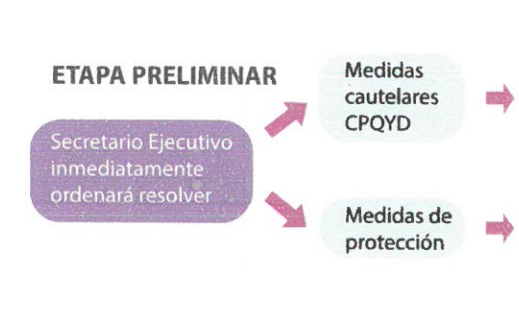 ETAPA PRELIMINAR
Secretario Ejecutivo
inmediatamente
ordenará resolver
Medidas
cautelares
CPQYD
Medidas de
protección